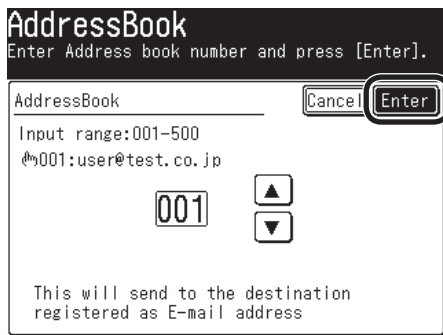 AddressBook
Enter Address book number and press [Enter].
AddressBook
Cancel
Enter
Input range:001-500
001:user@test.co.jp
001
▲
▼
This will send to the destination
registered as E-mail address